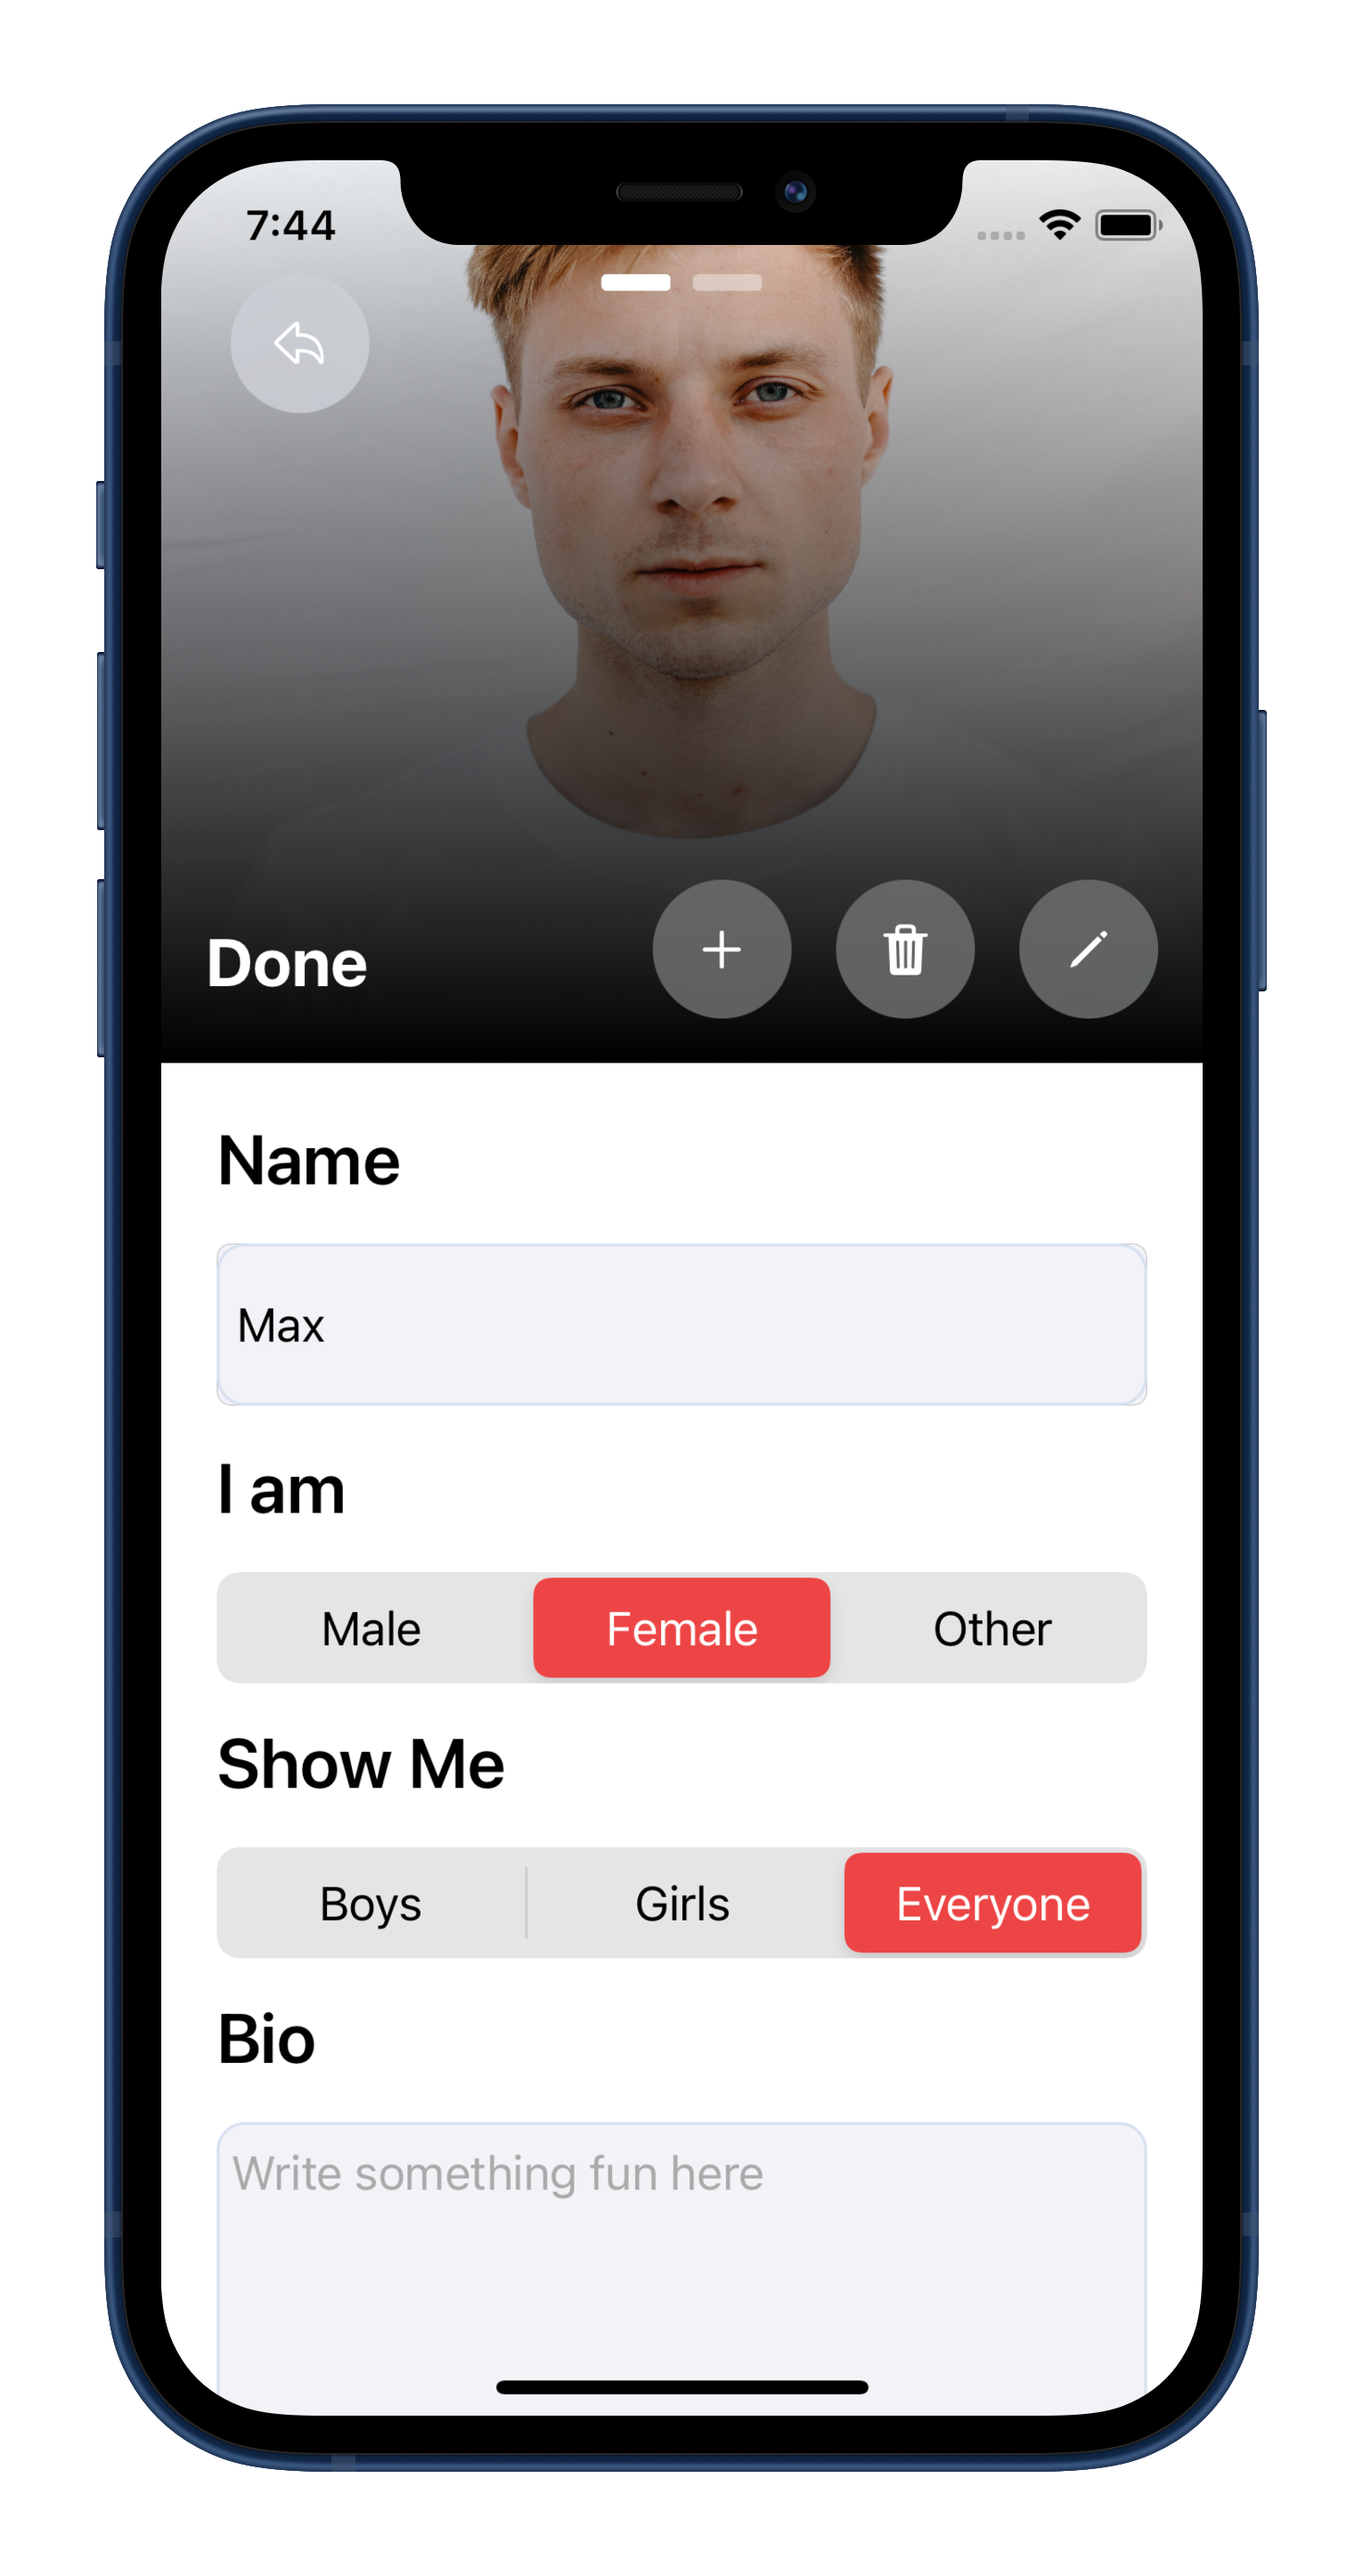 7:44
Done
Name
Max
I am
Male Female Other
Show Me
Boys Girls Everyone
Bio
Write something fun here